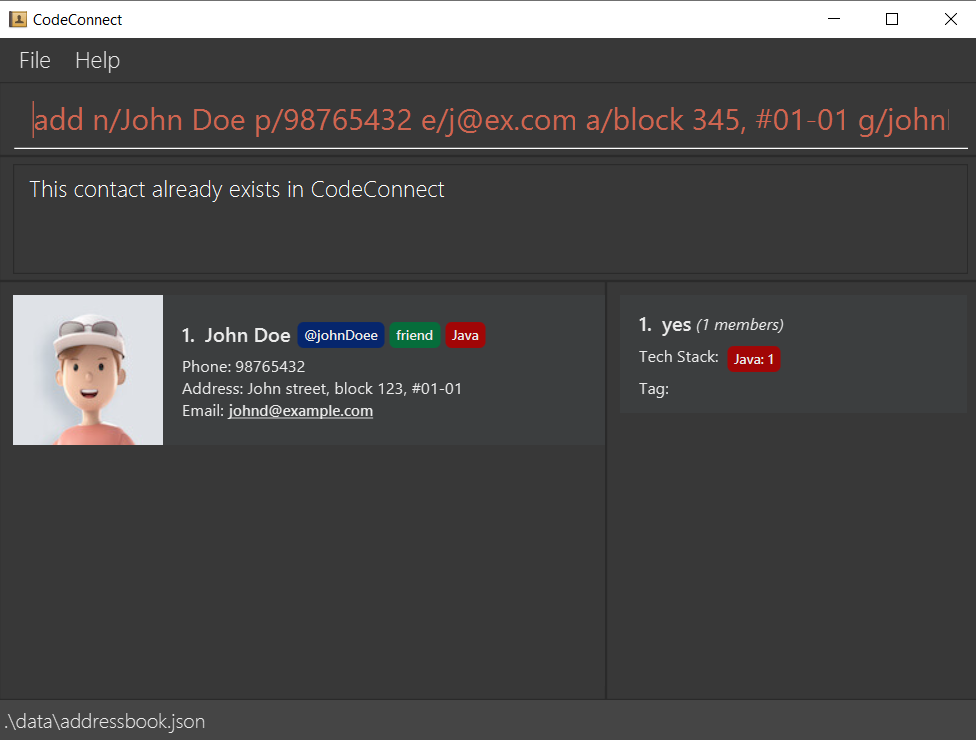 CodeConnect
File Help
add n/John Doe p/98765432 e/j@ex.com a/block 345, #01-01 g/john
This contact already exists in CodeConnect
1. John Doe @johnDoee friend Java
Phone: 98765432
Address: John street, block 123, #01-01
Email: johnd@example.com
1. yes (1 members)
Tech Stack: Java: 1
Tag:
.\data\addressbook.json